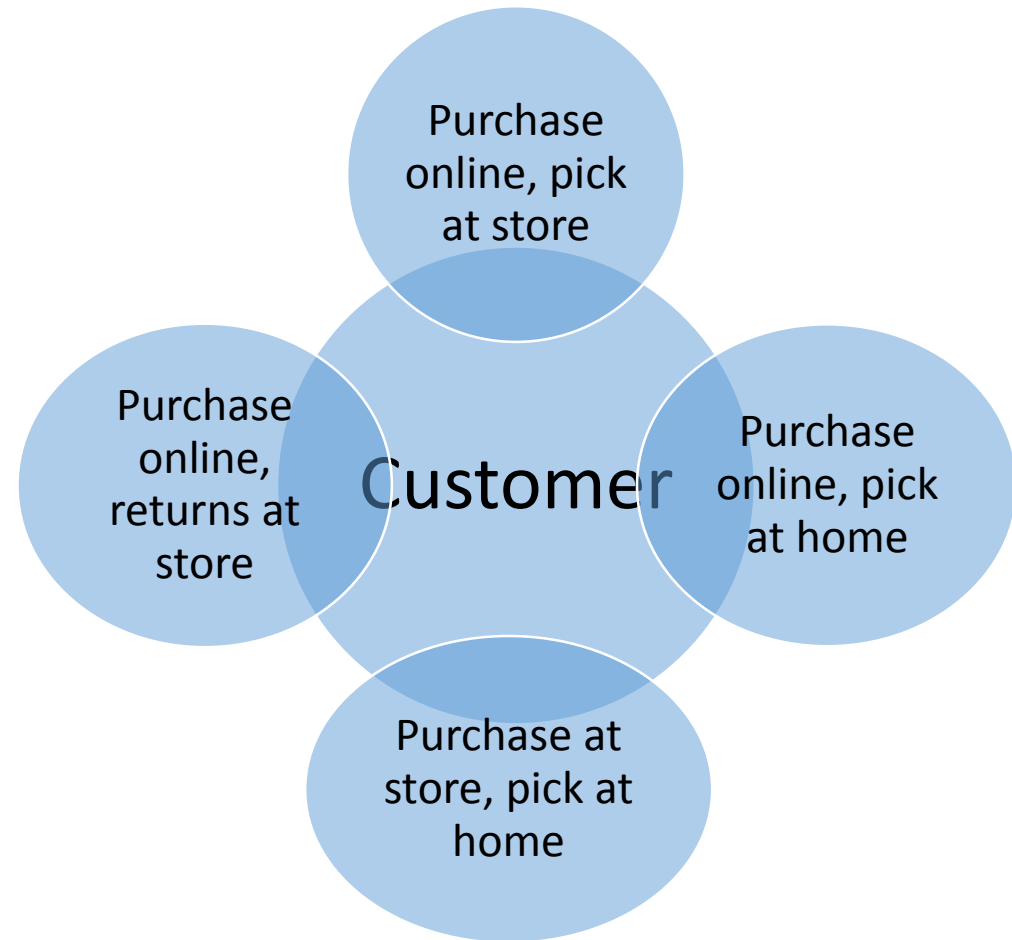 Purchase
online, pick
at store
Purchase
online,
returns at
store
Customer
Purchase
online, pick
at home
Purchase at
store, pick at
home